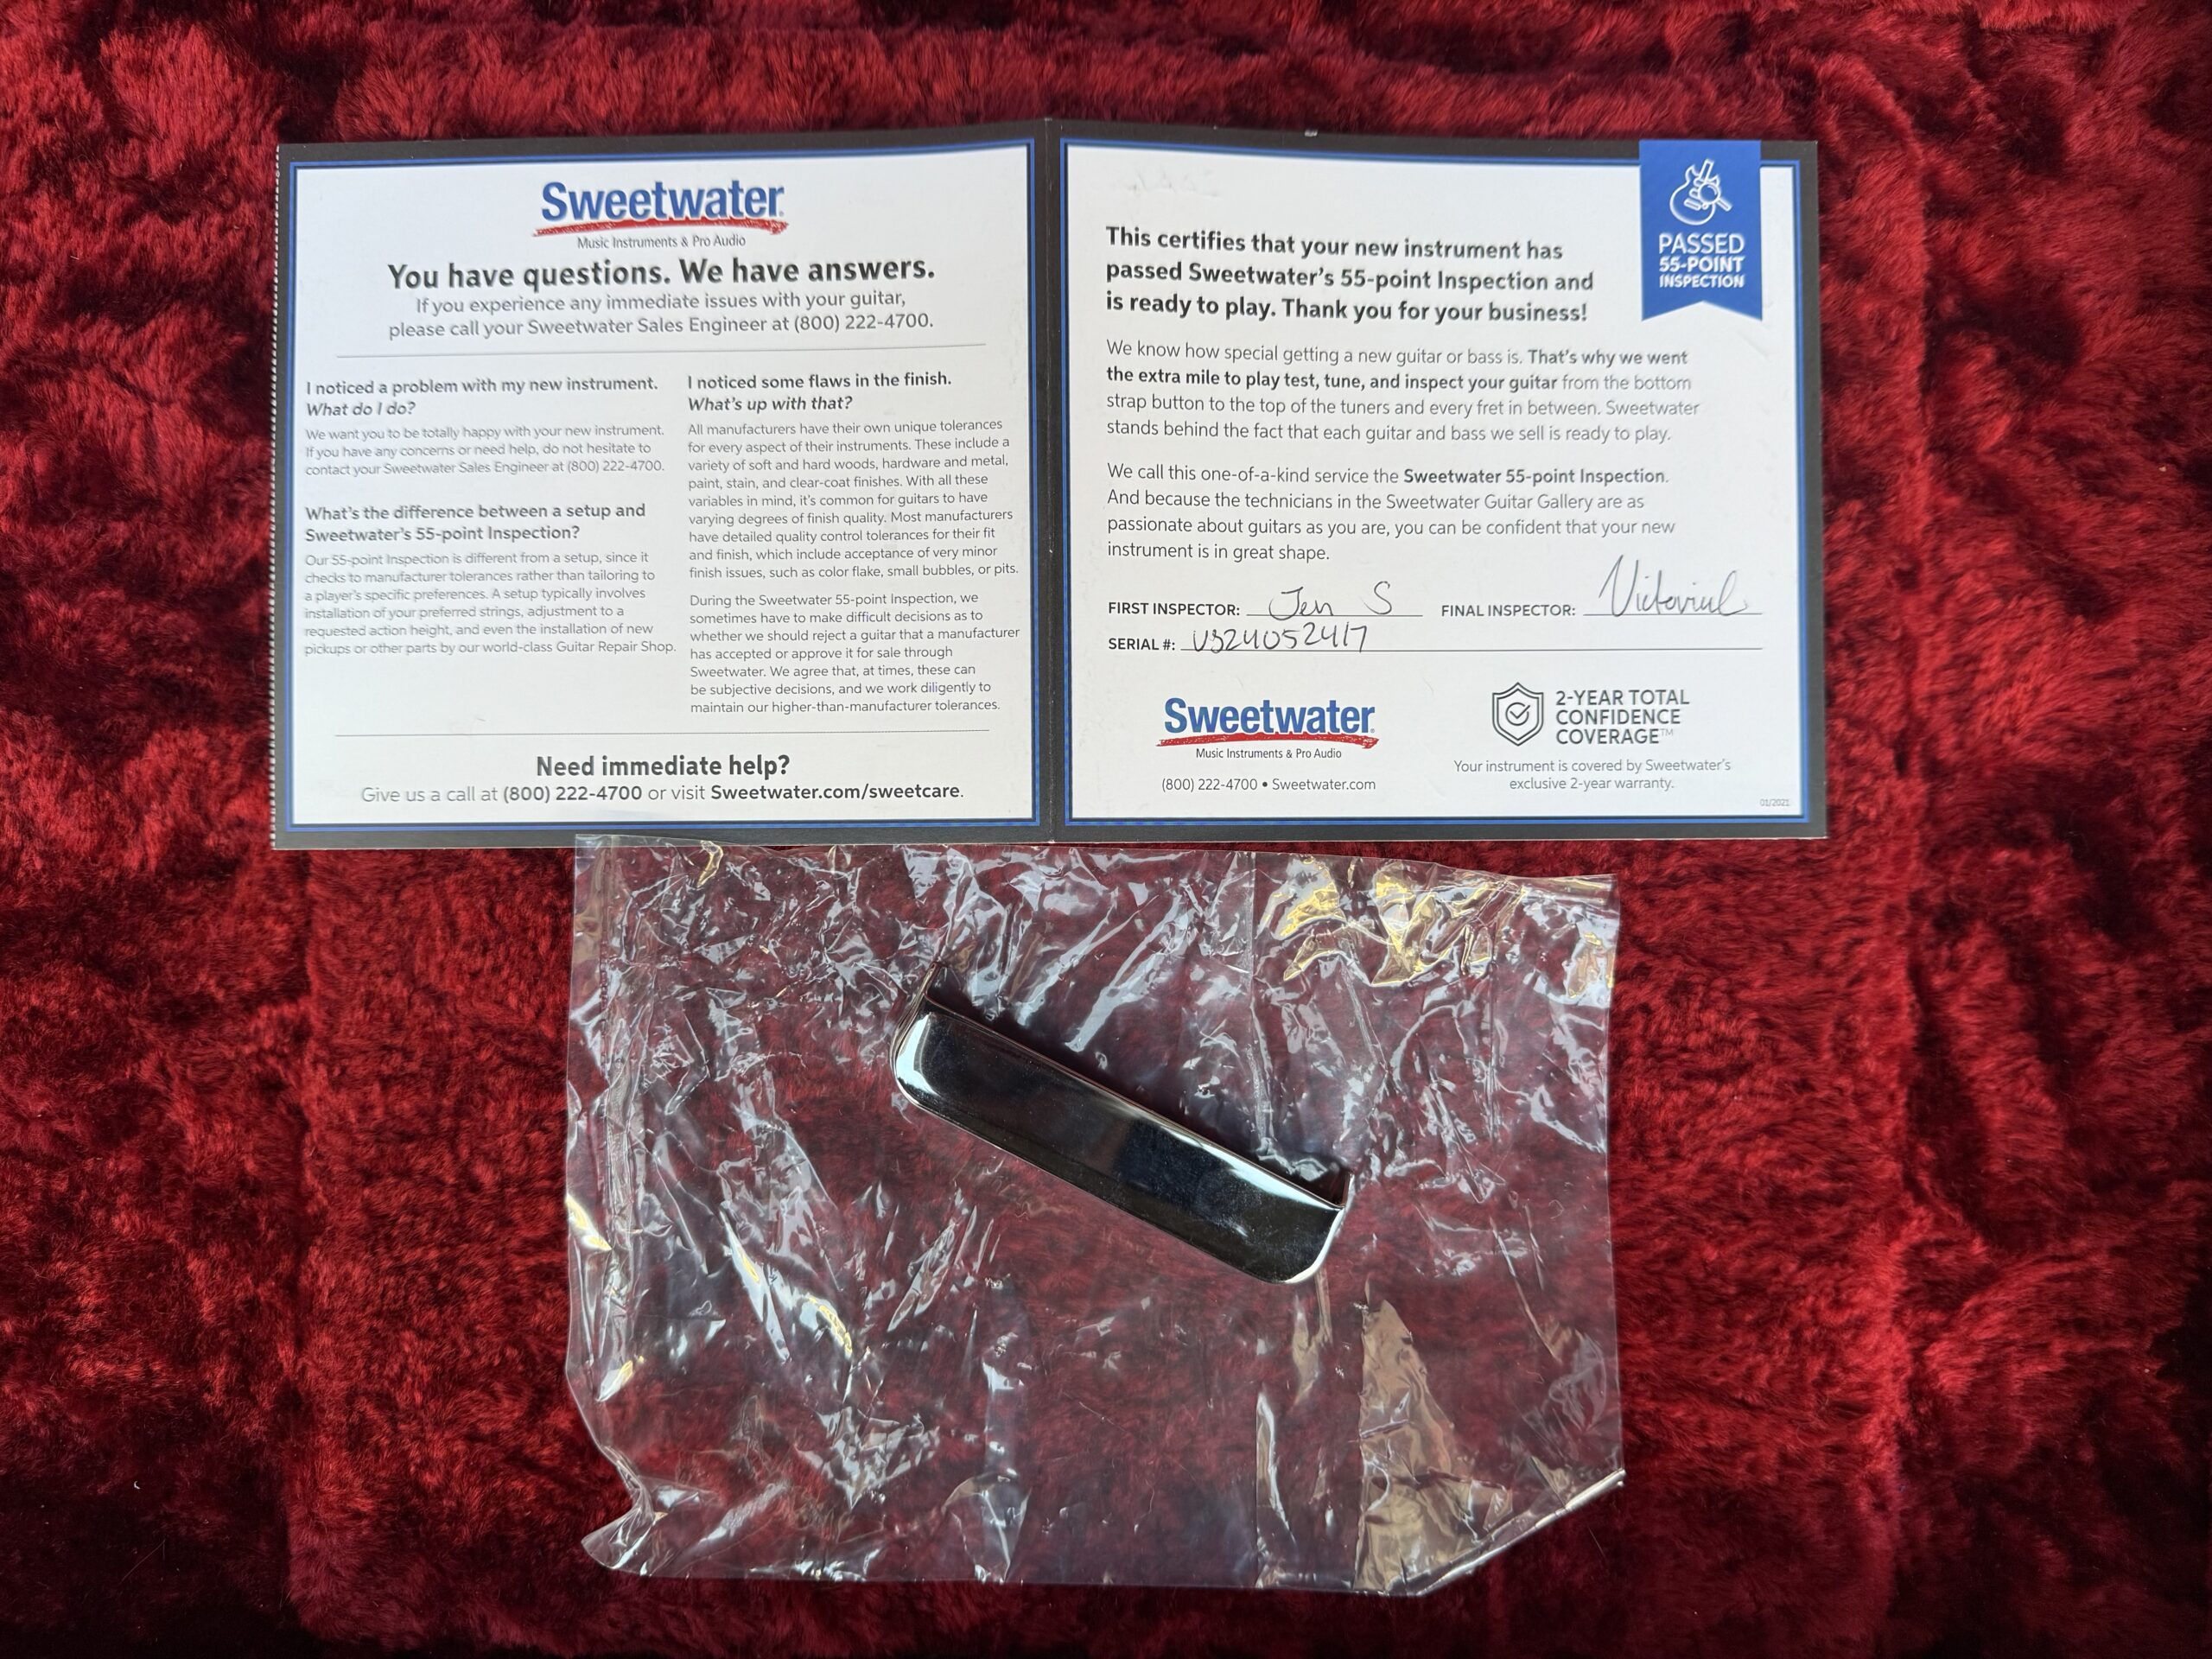 Sweetwater®
Music Instruments & Pro Audio
You have questions. We have answers.
If you experience any immediate issues with your guitar,
please call your Sweetwater Sales Engineer at (800) 222-4700.
I noticed a problem with my new instrument.
What do I do?
We want you to be totally happy with your new instrument.
If you have any concerns or need help, do not hesitate to
contact your Sweetwater Sales Engineer at (800) 222-4700.
What's the difference between a setup and
Sweetwater's 55-point Inspection?
Our 55-point Inspection is different from a setup, since it
checks to manufacturer tolerances rather than tailoring to
a player's specific preferences. A setup typically involves
installation of your preferred strings, adjustment to a
requested action height, and even the installation of new
pickups or other parts by our world-class Guitar Repair Shop.
I noticed some flaws in the finish.
What's up with that?
All manufacturers have their own unique tolerances
for every aspect of their instruments. These include a
variety of soft and hard woods, hardware and metal,
paint, stain, and clear-coat finishes. With all these
variables in mind, it's common for guitars to have
varying degrees of finish quality. Most manufacturers
have detailed quality control tolerances for their fit
and finish, which include acceptance of very minor
finish issues, such as color flake, small bubbles, or pits.
During the Sweetwater 55-point Inspection, we
sometimes have to make difficult decisions as to
whether we should reject a guitar that a manufacturer
has accepted or approve it for sale through
Sweetwater. We agree that, at times, these can
be subjective decisions, and we work diligently to
maintain our higher-than-manufacturer tolerances.
Need immediate help?
Give us a call at (800) 222-4700 or visit Sweetwater.com/sweetcare.
PASSED
55-POINT
INSPECTION
This certifies that your new instrument has
passed Sweetwater's 55-point Inspection and
is ready to play. Thank you for your business!
We know how special getting a new guitar or bass is. That's why we went
the extra mile to play test, tune, and inspect your guitar from the bottom
strap button to the top of the tuners and every fret in between. Sweetwater
stands behind the fact that each guitar and bass we sell is ready to play.
We call this one-of-a-kind service the Sweetwater 55-point Inspection.
And because the technicians in the Sweetwater Guitar Gallery are as
passionate about guitars as you are, you can be confident that your new
instrument is in great shape.
FIRST INSPECTOR: Jen S FINAL INSPECTOR:
SERIAL #: US24052417
Sweetwater®
Music Instruments & Pro Audio
(800) 222-4700 • Sweetwater.com
2-YEAR TOTAL
CONFIDENCE
COVERAGE™
Your instrument is covered by Sweetwater's
exclusive 2-year warranty.
01/2021